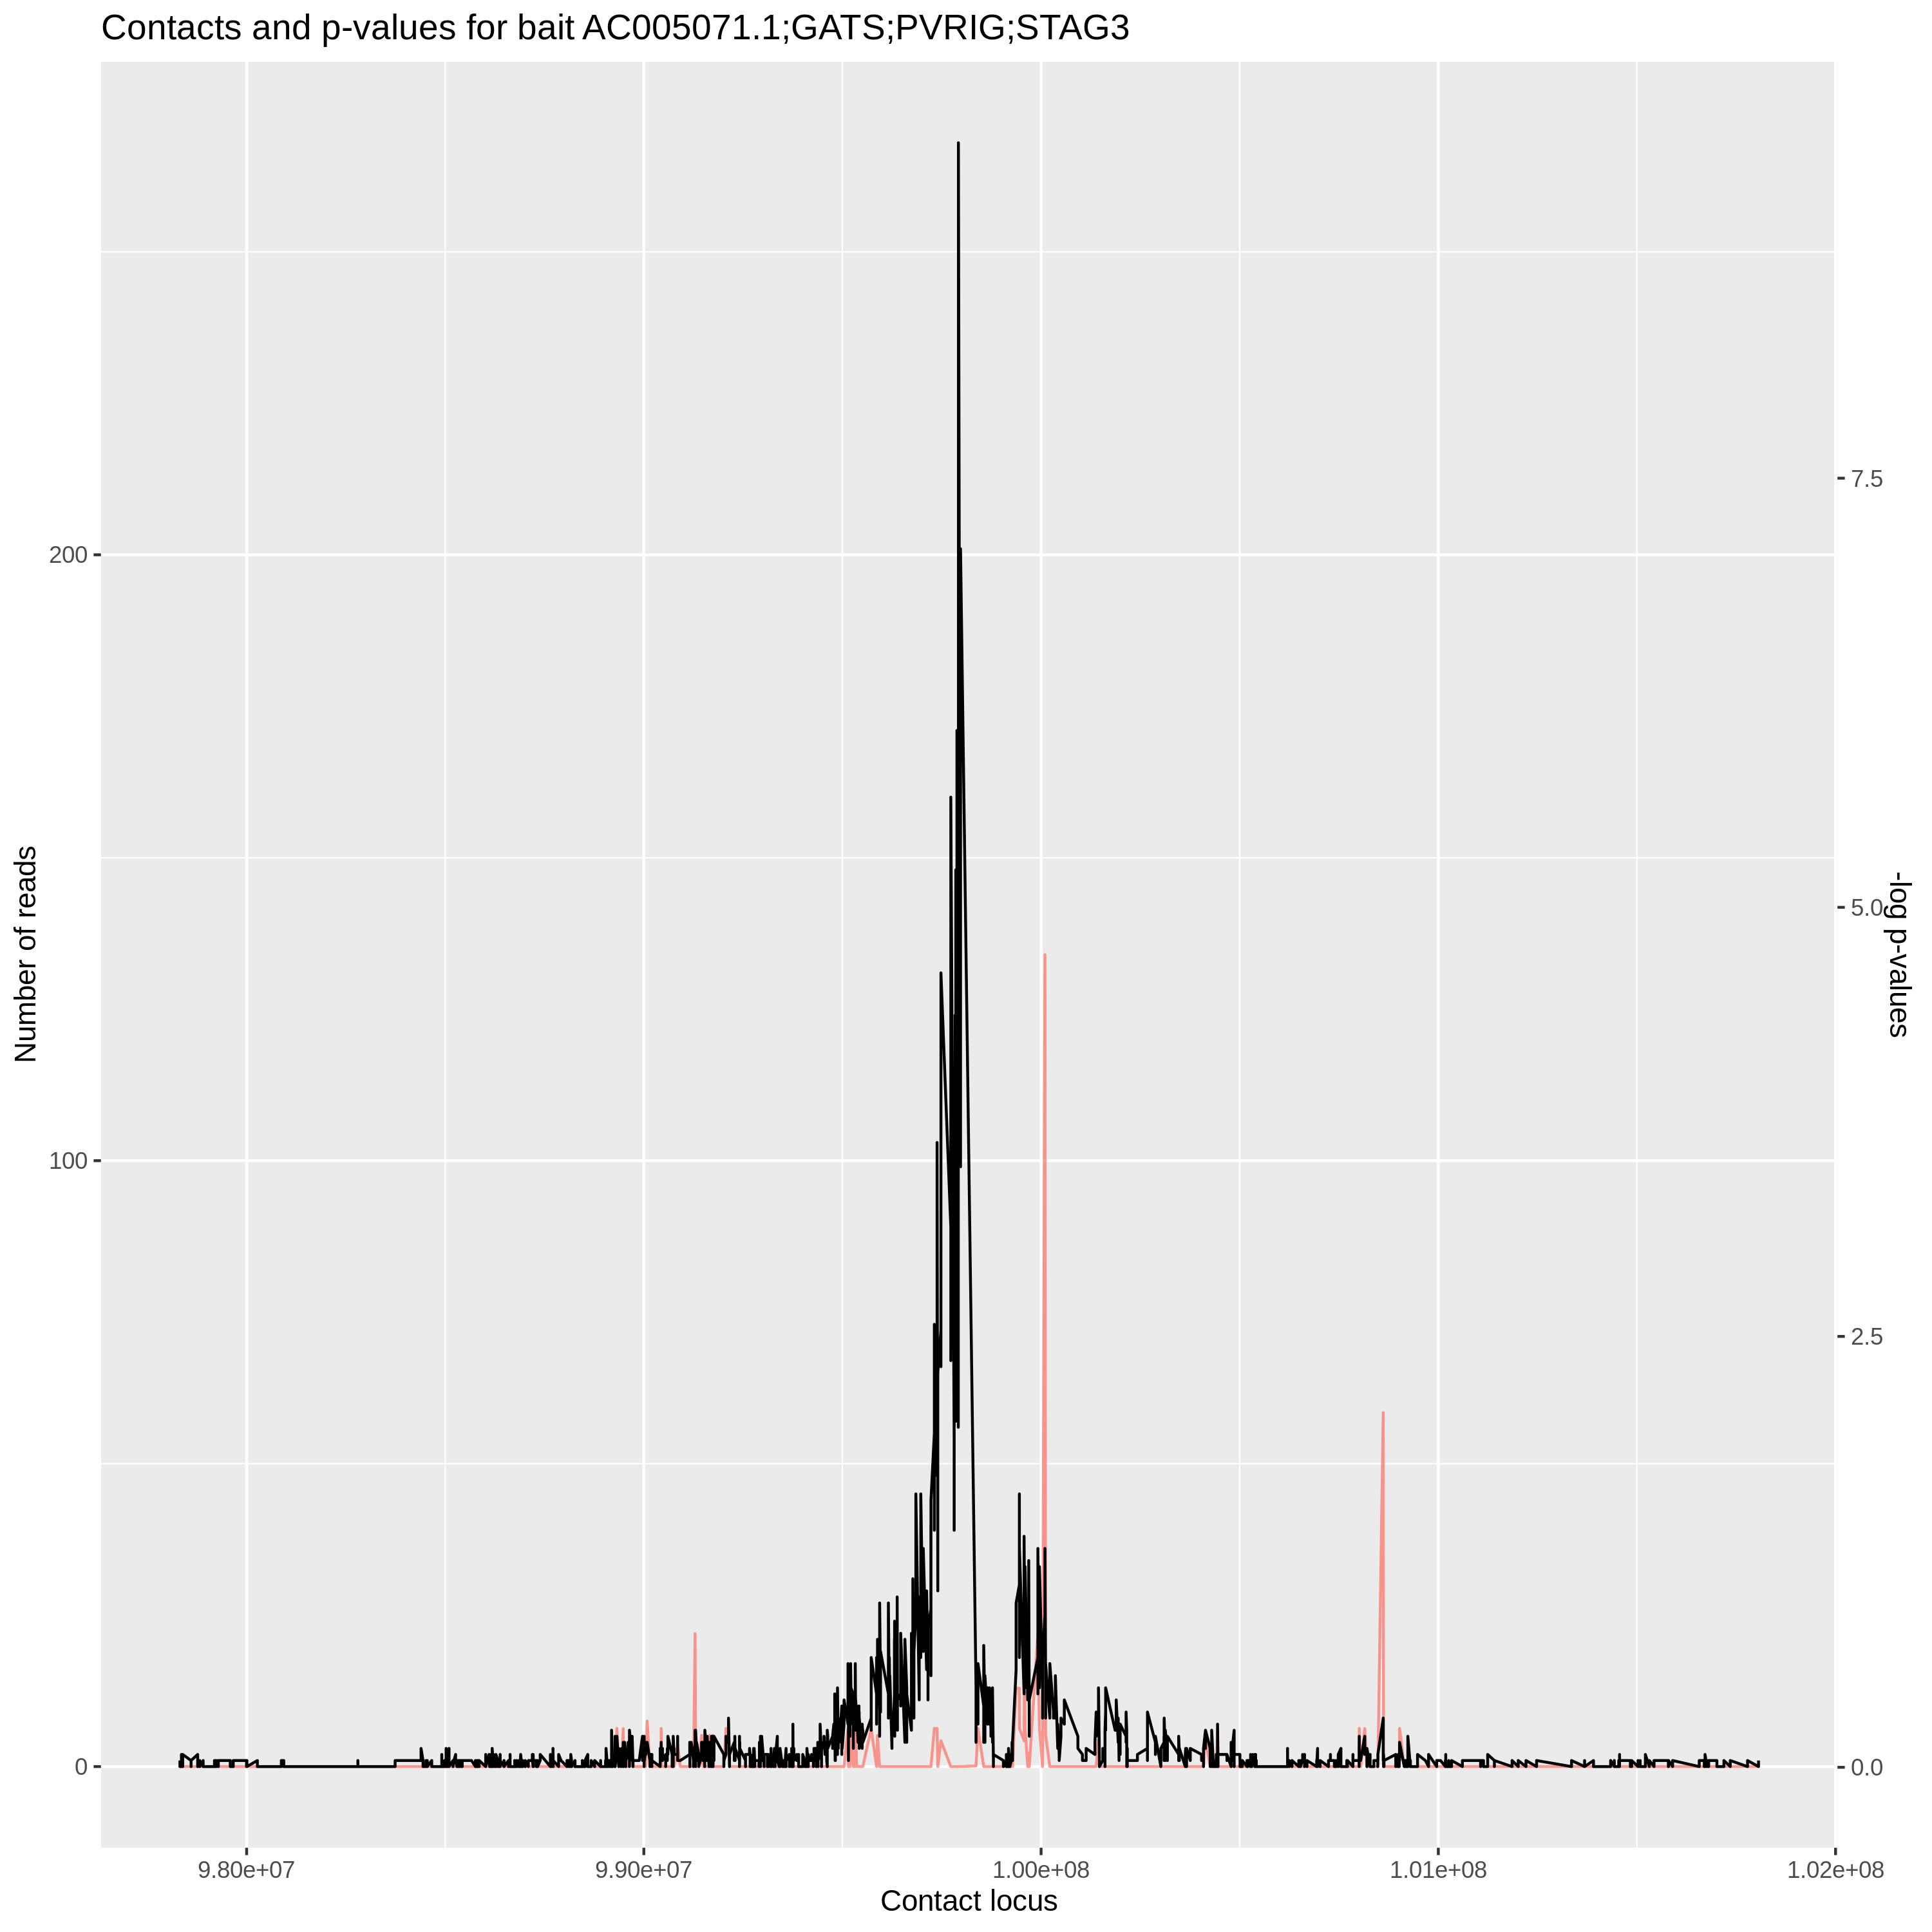 Contacts and p-values for bait AC005071.1;GATS;PVRIG;STAG3
Number of reads
200
100
0
7.5
5.0
2.5
0.0
-log p-values
9.80e+07
9.90e+07
1.00e+08
1.01e+08
1.02e+08
Contact locus